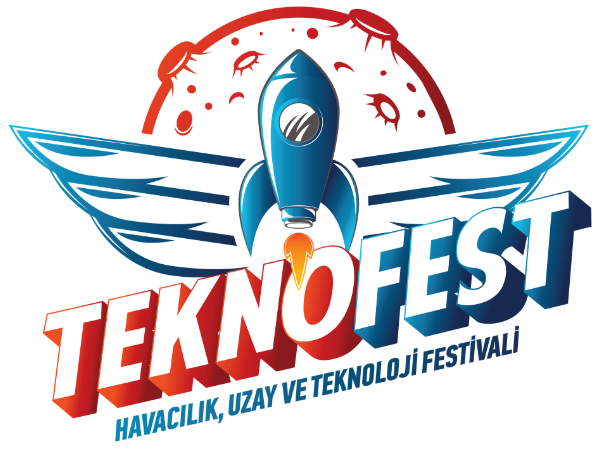 TEKNOFEST
HAVACILIK, UZAY VE TEKNOLOJİ FESTİVALİ